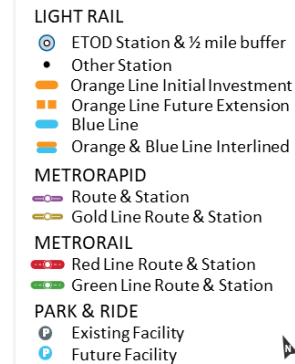 LIGHT RAIL
ETOD Station & ½ mile buffer
Other Station
Orange Line Initial Investment
Orange Line Future Extension
Blue Line
Orange & Blue Line Interlined
METRORAPID
Route & Station
Gold Line Route & Station
METRORAIL
Red Line Route & Station
Green Line Route & Station
PARK & RIDE
P Existing Facility
P Future Facility
N